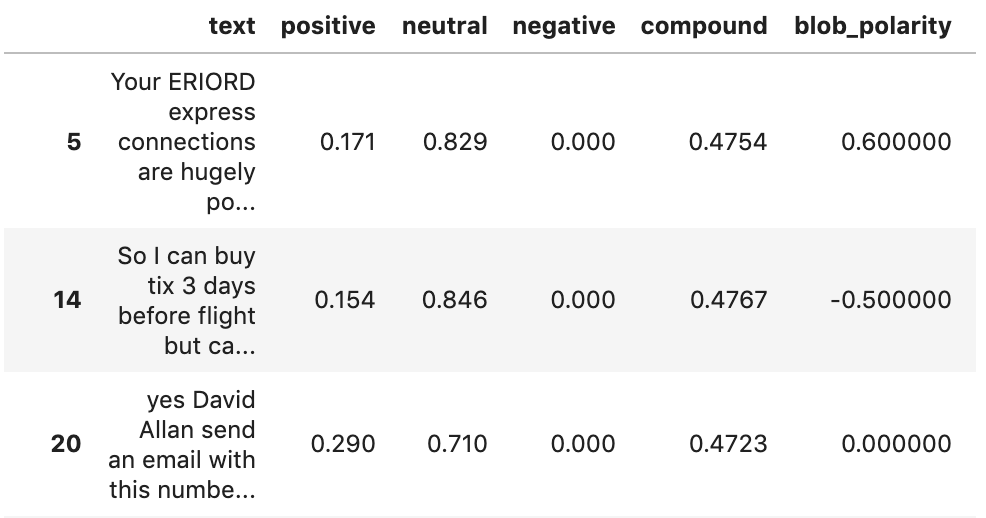 text positive neutral negative compound blob_polarity
Your ERIORD
express
5 connections 0.171 0.829 0.000 0.4754 0.600000
are hugely
po...
So I can buy
tix 3 days
14 before flight 0.154 0.846 0.000 0.4767 -0.500000
but ca...
yes David
Allan send
20 an email with 0.290 0.710 0.000 0.4723 0.000000
this numbe...